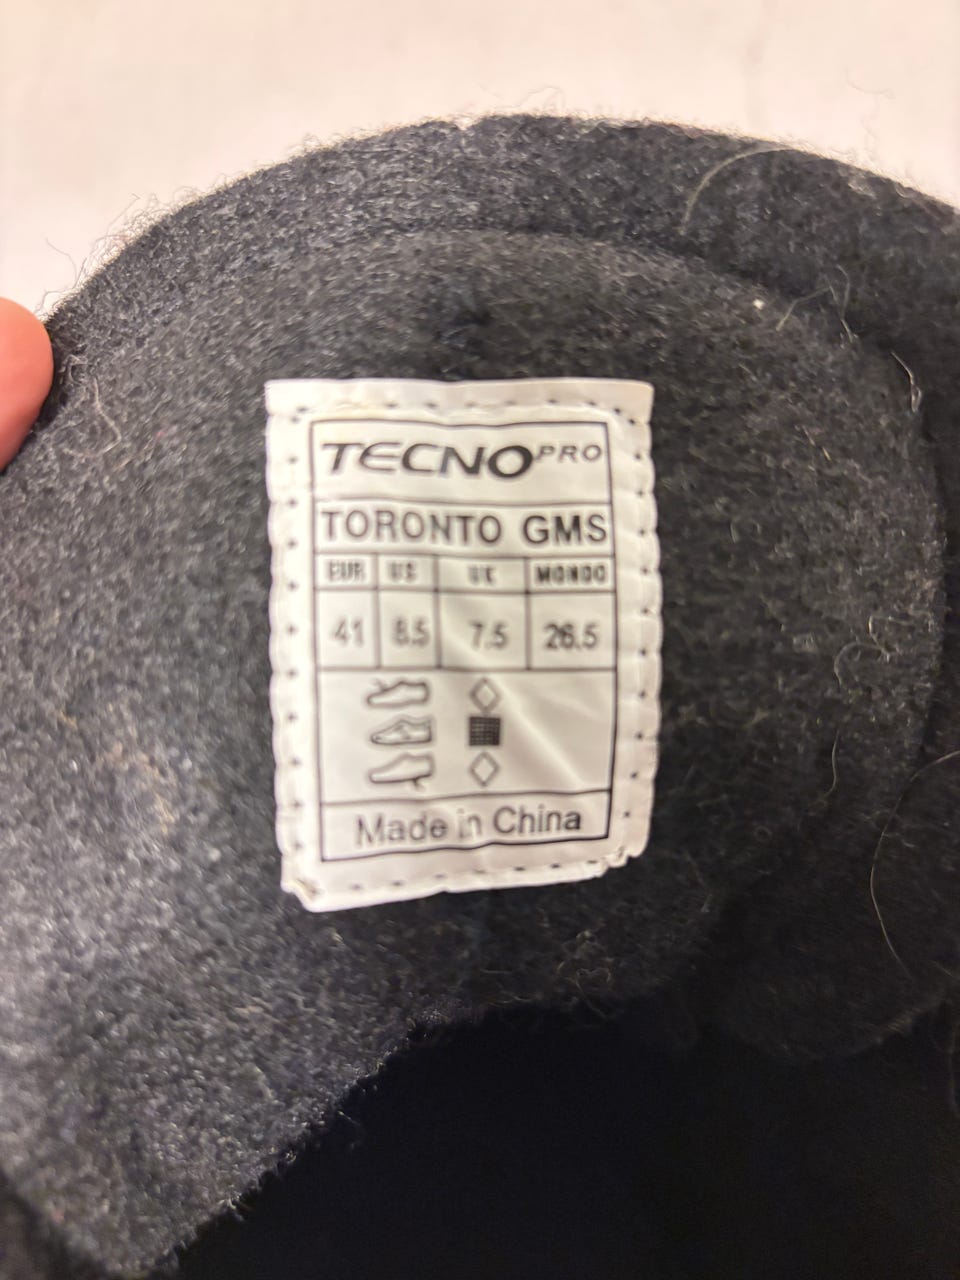 TECNO PRO
TORONTO GMS
EUR US UK MONDO
41 8.5 7.5 26.5
Made in China